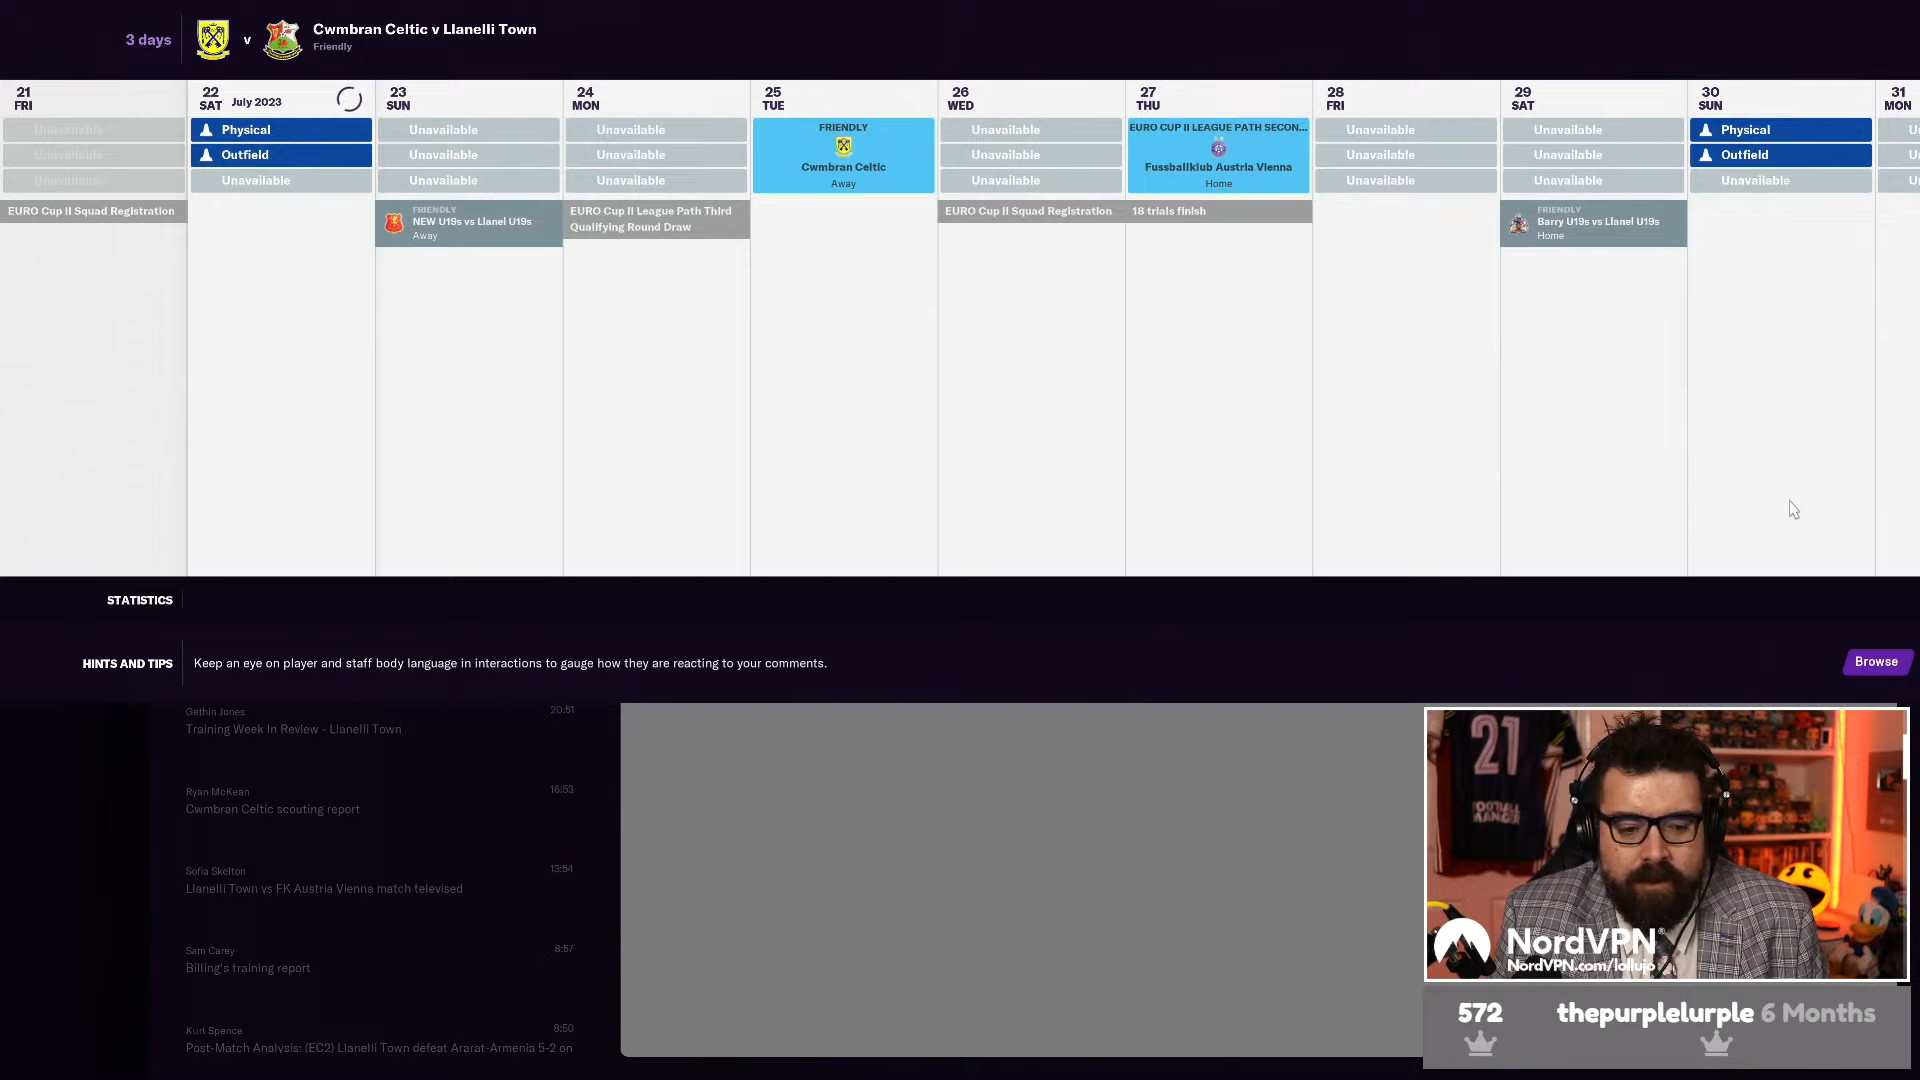 3 days
v
Cwmbran Celtic v Llanelli Town
Friendly
21
FRI
22
SAT July 2023
23
SUN
24
MON
25
TUE
26
WED
27
THU
28
FRI
29
SAT
30
SUN
31
MON
Unavailable
Unavailable
Unavailable
EURO Cup II Squad Registration
Physical
Outfield
Unavailable
Unavailable
Unavailable
Unavailable
FRIENDLY
NEW U19s vs Llanel U19s
Away
Unavailable
Unavailable
Unavailable
EURO Cup II League Path Third
Qualifying Round Draw
FRIENDLY
Cwmbran Celtic
Away
Unavailable
Unavailable
Unavailable
EURO Cup II Squad Registration
EURO CUP II LEAGUE PATH SECON...
Fussballklub Austria Vienna
Home
18 trials finish
Unavailable
Unavailable
Unavailable
Unavailable
Unavailable
Unavailable
FRIENDLY
Barry U19s vs Llanel U19s
Home
Physical
Outfield
Unavailable
STATISTICS
HINTS AND TIPS
Keep an eye on player and staff body language in interactions to gauge how they are reacting to your comments.
Browse
Gethin Jones 20:51
Training Week In Review - Llanelli Town
Ryan McKean 16:53
Cwmbran Celtic scouting report
Sofia Skelton 13:54
Llanelli Town vs FK Austria Vienna match televised
Sam Carey 8:57
Billing's training report
Kurt Spence 8:50
Post-Match Analysis: (EC2) Llanelli Town defeat Ararat-Armenia 5-2 on
21
FOOTBALL
NordVPN®
NordVPN.com/lollujo
572
thepurplelurple 6 Months